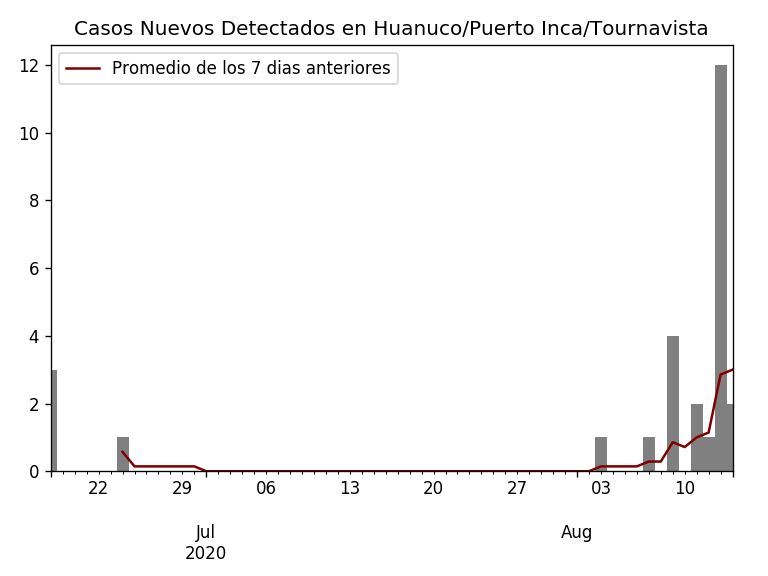 Casos Nuevos Detectados en Huanuco/Puerto Inca/Tournavista
Promedio de los 7 dias anteriores
12
10
8
6
4
2
0
22 29 06 13 20 27 03 10
Jul Aug
2020